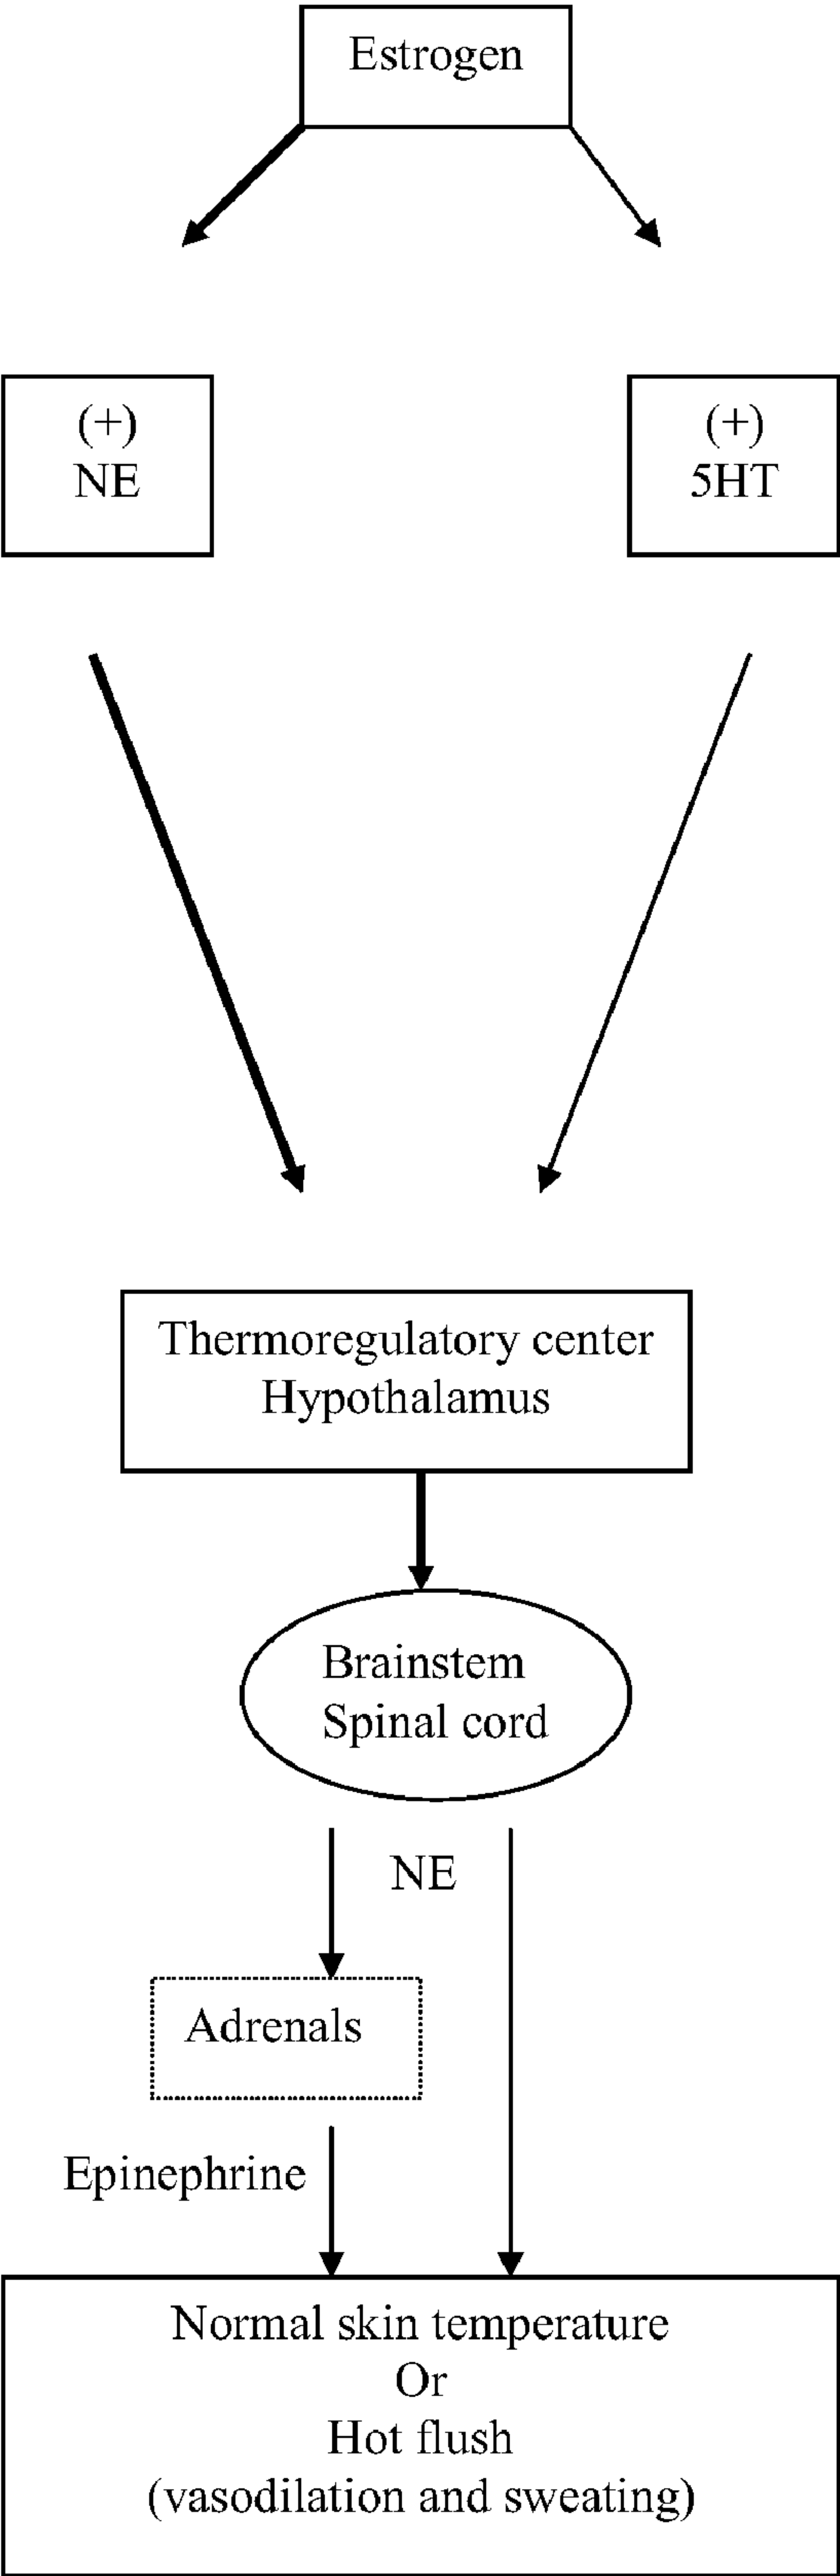 Estrogen
(+)
NE
(+)
5HT
Thermoregulatory center
Hypothalamus
Brainstem
Spinal cord
NE
Adrenals
Epinephrine
Normal skin temperature
Or
Hot flush
(vasodilation and sweating)